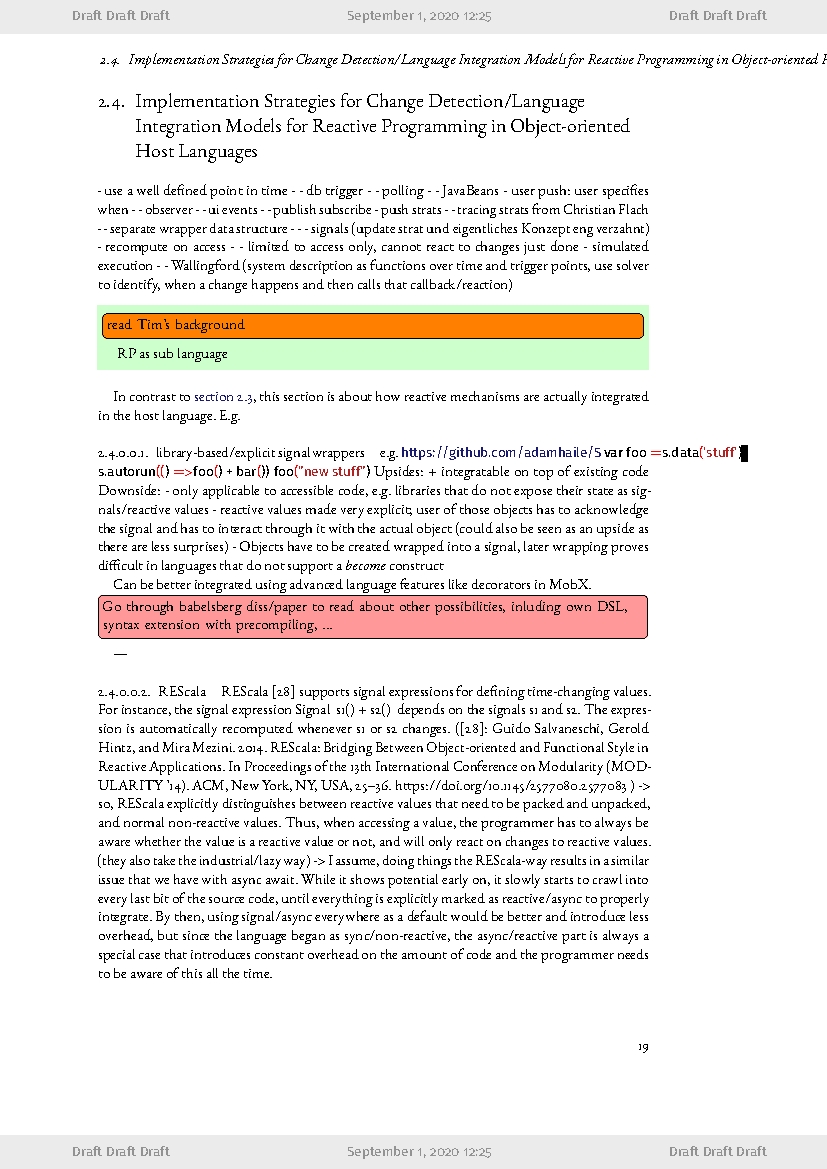 Draft Draft Draft September 1, 2020 12:25 Draft Draft Draft
2.4. Implementation Strategies for Change Detection/Language Integration Models for Reactive Programming in Object-oriented
2.4. Implementation Strategies for Change Detection/Language
Integration Models for Reactive Programming in Object-oriented
Host Languages
- use a well defined point in time - - db trigger - - polling - - JavaBeans - user push: user specifies
when - - observer - - ui events - - publish subscribe - push strats - - tracing strats from Christian Flach
- - separate wrapper data structure - - - signals (update strat und eigentliches Konzept eng verzahnt)
- recompute on access - - limited to access only, cannot react to changes just done - simulated
execution - - Wallingford (system description as functions over time and trigger points, use solver
to identify, when a change happens and then calls that callback/reaction)
read Tim's background
RP as sub language
In contrast to section 2.3, this section is about how reactive mechanisms are actually integrated
in the host language. E.g.
2.4.0.0.1. library-based/explicit signal wrappers e.g. https://github.com/adamhaile/S var foo =s.data('stuff')
s.autorun(() =>foo() + bar()) foo("new stuff") Upsides: + integratable on top of existing code
Downside: - only applicable to accessible code, e.g. libraries that do not expose their state as sig-
nals/reactive values - reactive values made very explicit, user of those objects has to acknowledge
the signal and has to interact through it with the actual object (could also be seen as an upside as
there are less surprises) - Objects have to be created wrapped into a signal, later wrapping proves
difficult in languages that do not support a become construct
Can be better integrated using advanced language features like decorators in MobX.
Go through babelsberg diss/paper to read about other possibilities, inluding own DSL,
syntax extension with precompiling, ...
—
2.4.0.0.2. REScala REScala [28] supports signal expressions for defining time-changing values.
For instance, the signal expression Signal s1() + s2() depends on the signals s1 and s2. The expres-
sion is automatically recomputed whenever s1 or s2 changes. ([28]: Guido Salvaneschi, Gerold
Hintz, and Mira Mezini. 2014. REScala: Bridging Between Object-oriented and Functional Style in
Reactive Applications. In Proceedings of the 13th International Conference on Modularity (MOD-
ULARITY '14). ACM, New York, NY, USA, 25–36. https://doi.org/10.1145/2577080.2577083 ) ->
so, REScala explicitly distinguishes between reactive values that need to be packed and unpacked,
and normal non-reactive values. Thus, when accessing a value, the programmer has to always be
aware whether the value is a reactive value or not, and will only react on changes to reactive values.
(they also take the industrial/lazy way) -> I assume, doing things the REScala-way results in a similar
issue that we have with async await. While it shows potential early on, it slowly starts to crawl into
every last bit of the source code, until everything is explicitly marked as reactive/async to properly
integrate. By then, using signal/async everywhere as a default would be better and introduce less
overhead, but since the language began as sync/non-reactive, the async/reactive part is always a
special case that introduces constant overhead on the amount of code and the programmer needs
to be aware of this all the time.
19
Draft Draft Draft September 1, 2020 12:25 Draft Draft Draft